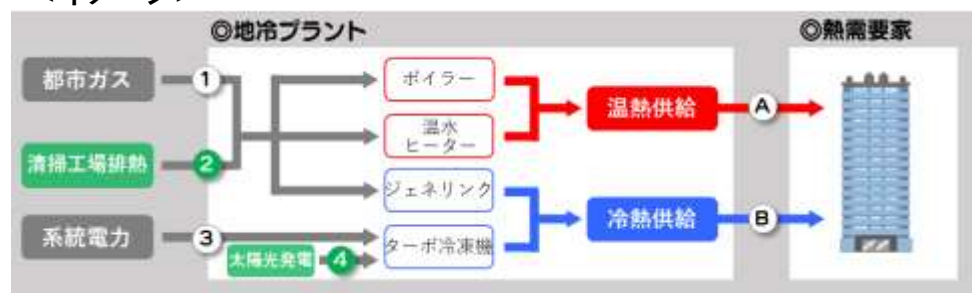 ◎地冷プラント
◎熱需要家
都市ガス
1
ボイラー
温熱供給
A
温水
ヒーター
清掃工場排熱
2
ジェネリンク
冷熱供給
B
系統電力
3
ターボ冷凍機
太陽光発電
4